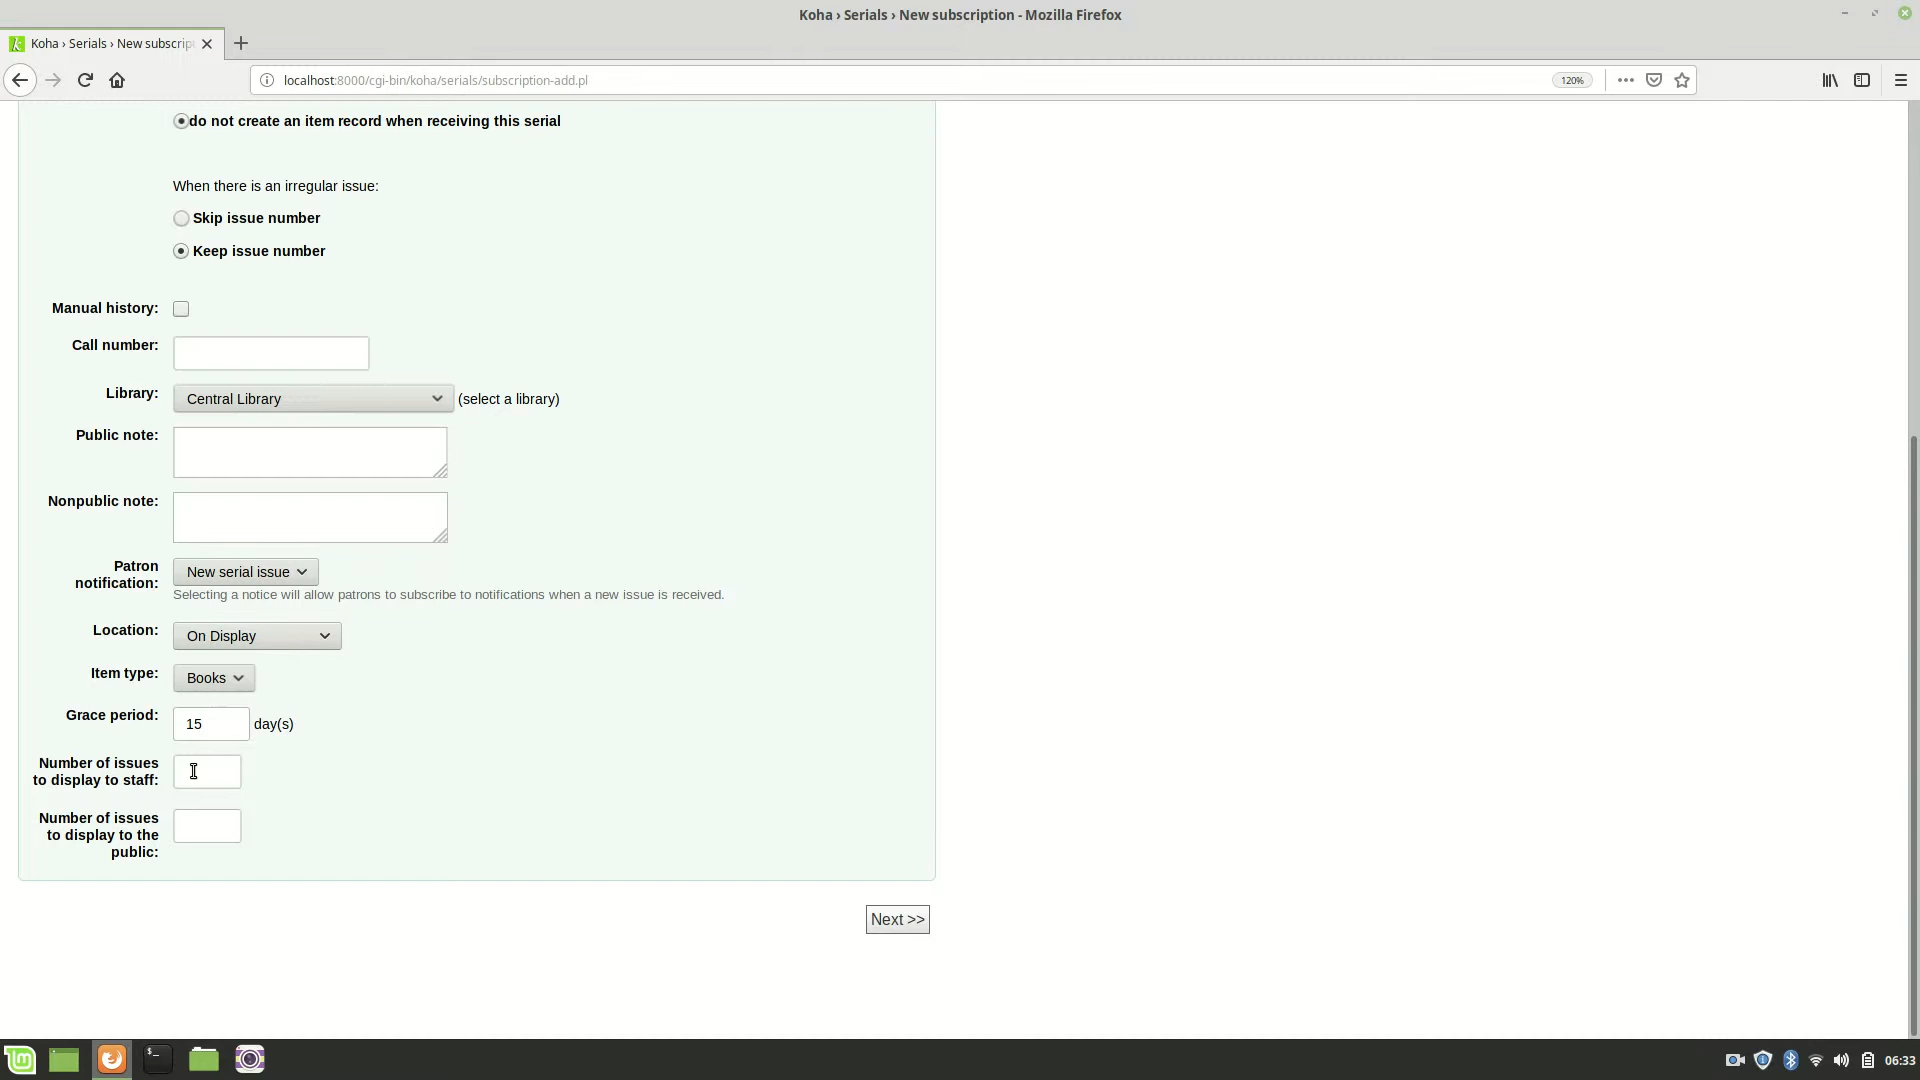 Koha › Serials › New subscription - Mozilla Firefox
Koha › Serials › New subscrip
localhost:8000/cgi-bin/koha/serials/subscription-add.pl
120%
do not create an item record when receiving this serial
When there is an irregular issue:
Skip issue number
Keep issue number
Manual history:
Call number:
Library:
Central Library
(select a library)
Public note:
Nonpublic note:
Patron
notification:
New serial issue
Selecting a notice will allow patrons to subscribe to notifications when a new issue is received.
Location:
On Display
Item type:
Books
Grace period:
15
day(s)
Number of issues
to display to staff:
Number of issues
to display to the
public:
Next >>
06:33